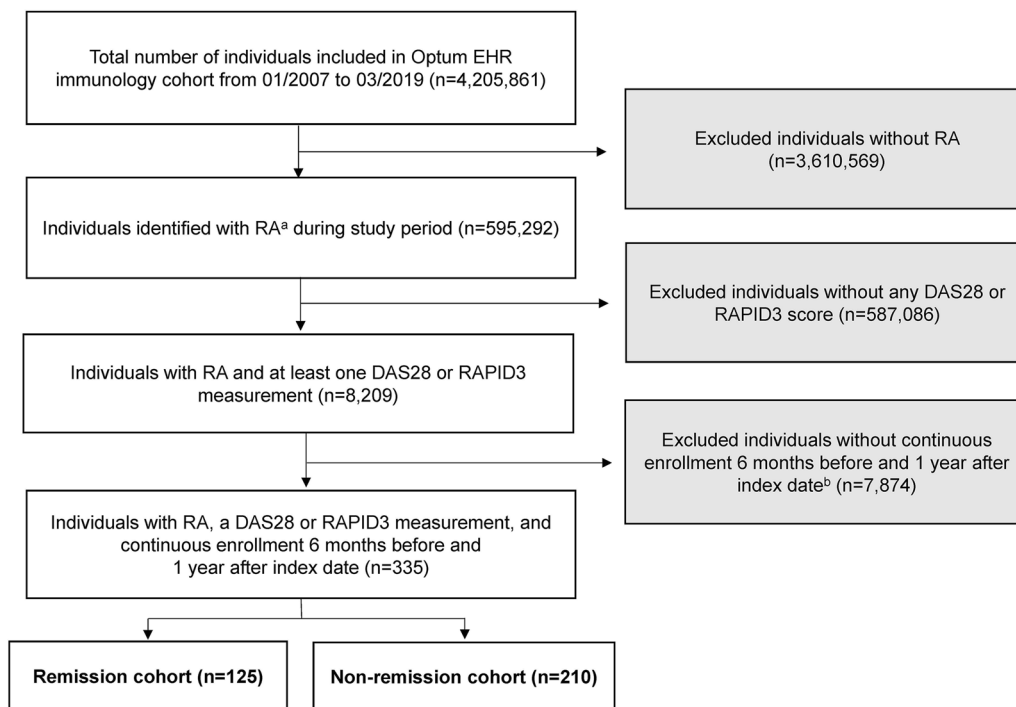 Total number of individuals included in Optum EHR
immunology cohort from 01/2007 to 03/2019 (n=4,205,861)
Excluded individuals without RA
(n=3,610,569)
Individuals identified with RAᵃ during study period (n=595,292)
Excluded individuals without any DAS28 or
RAPID3 score (n=587,086)
Individuals with RA and at least one DAS28 or RAPID3
measurement (n=8,209)
Excluded individuals without continuous
enrollment 6 months before and 1 year after
index dateᵇ (n=7,874)
Individuals with RA, a DAS28 or RAPID3 measurement, and
continuous enrollment 6 months before and
1 year after index date (n=335)
Remission cohort (n=125)
Non-remission cohort (n=210)